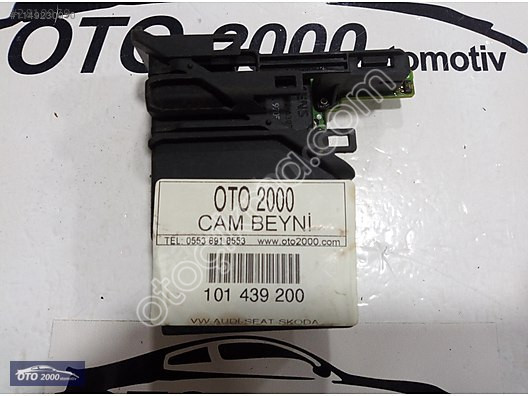 OTO 2000
otomotiv
OTO 2000
CAM BEYNİ
TEL: 0553 891 8553 www.oto2000.com
101 439 200
VW-AUDI-SEAT-SKODA
OTO 2000
otomotiv